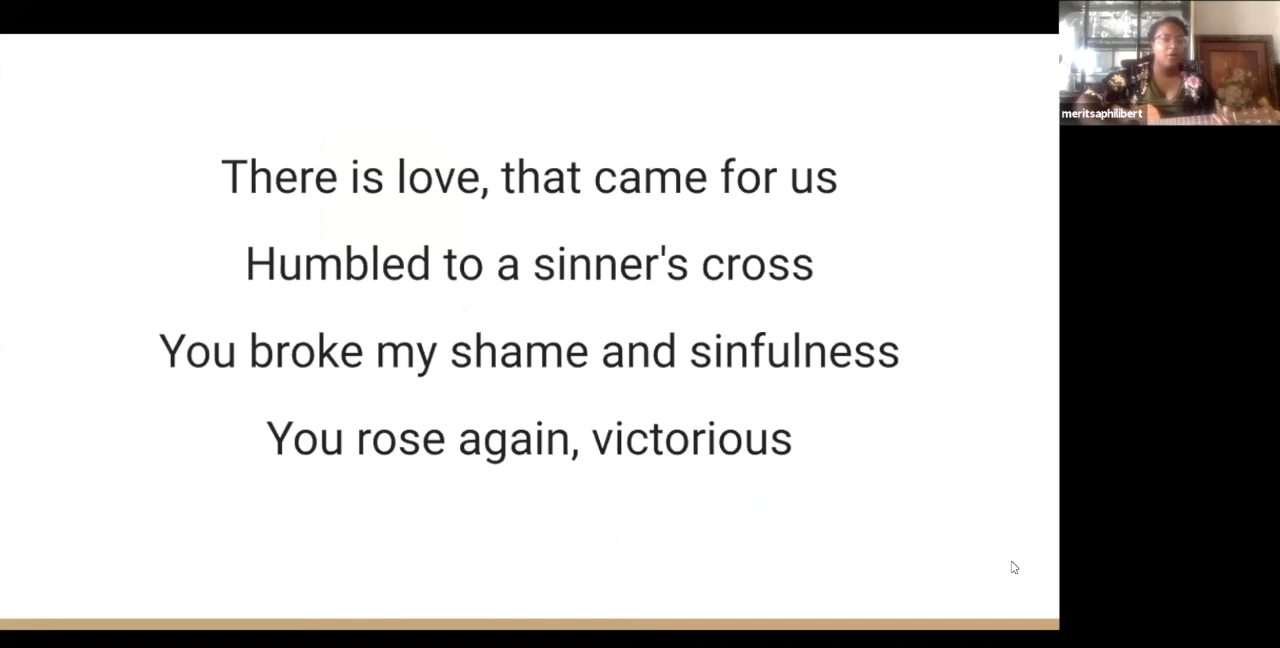 There is love, that came for us
Humbled to a sinner's cross
You broke my shame and sinfulness
You rose again, victorious
meritsaphilibert